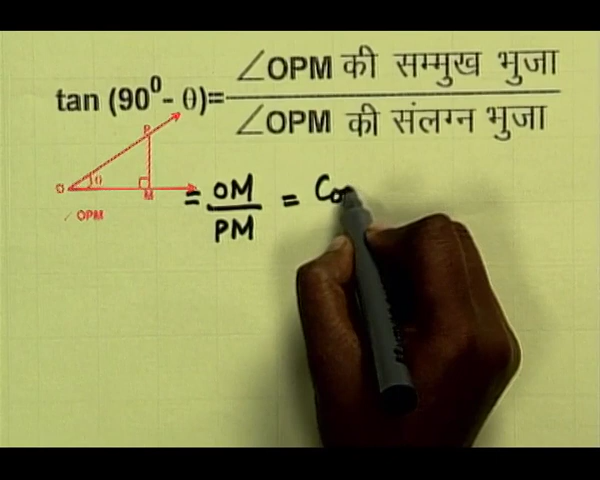 ∠OPM की सम्मुख भुजा
tan (90⁰- θ)=
∠OPM की संलग्न भुजा
P
O θ M
∠ OPM
= OM = Co
PM